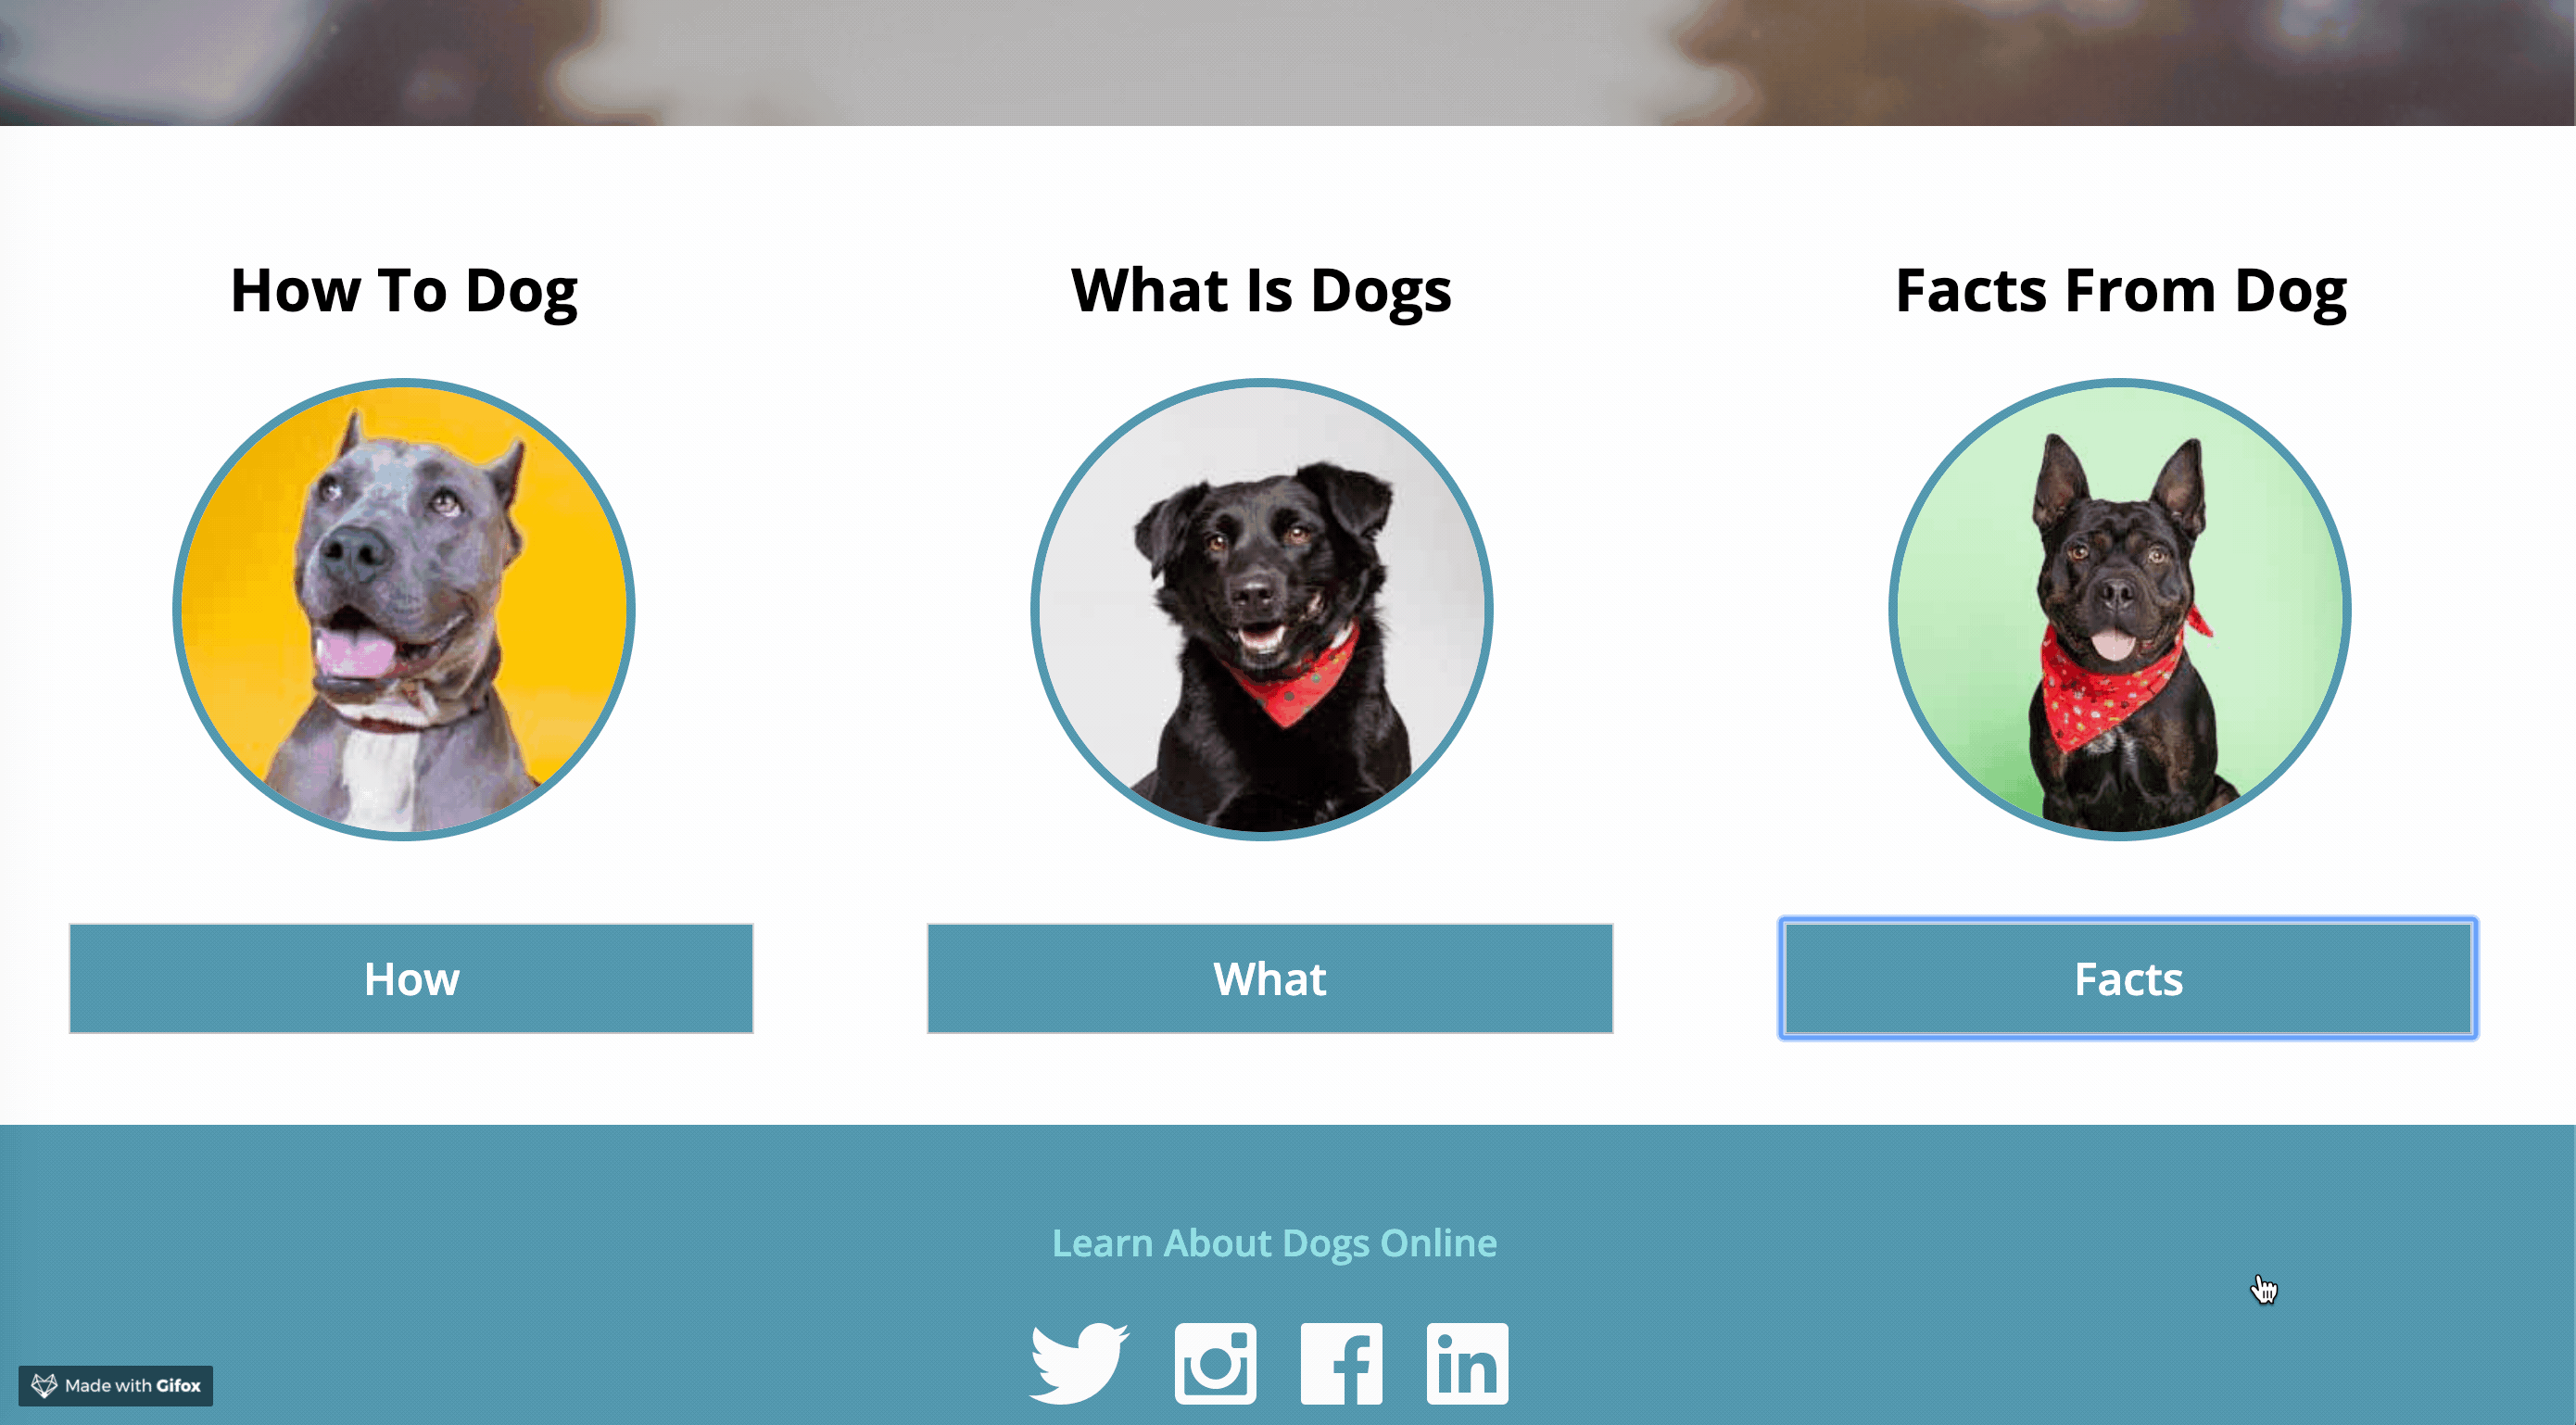 How To Dog
What Is Dogs
Facts From Dog
How
What
Facts
Learn About Dogs Online
in
Made with Gifox